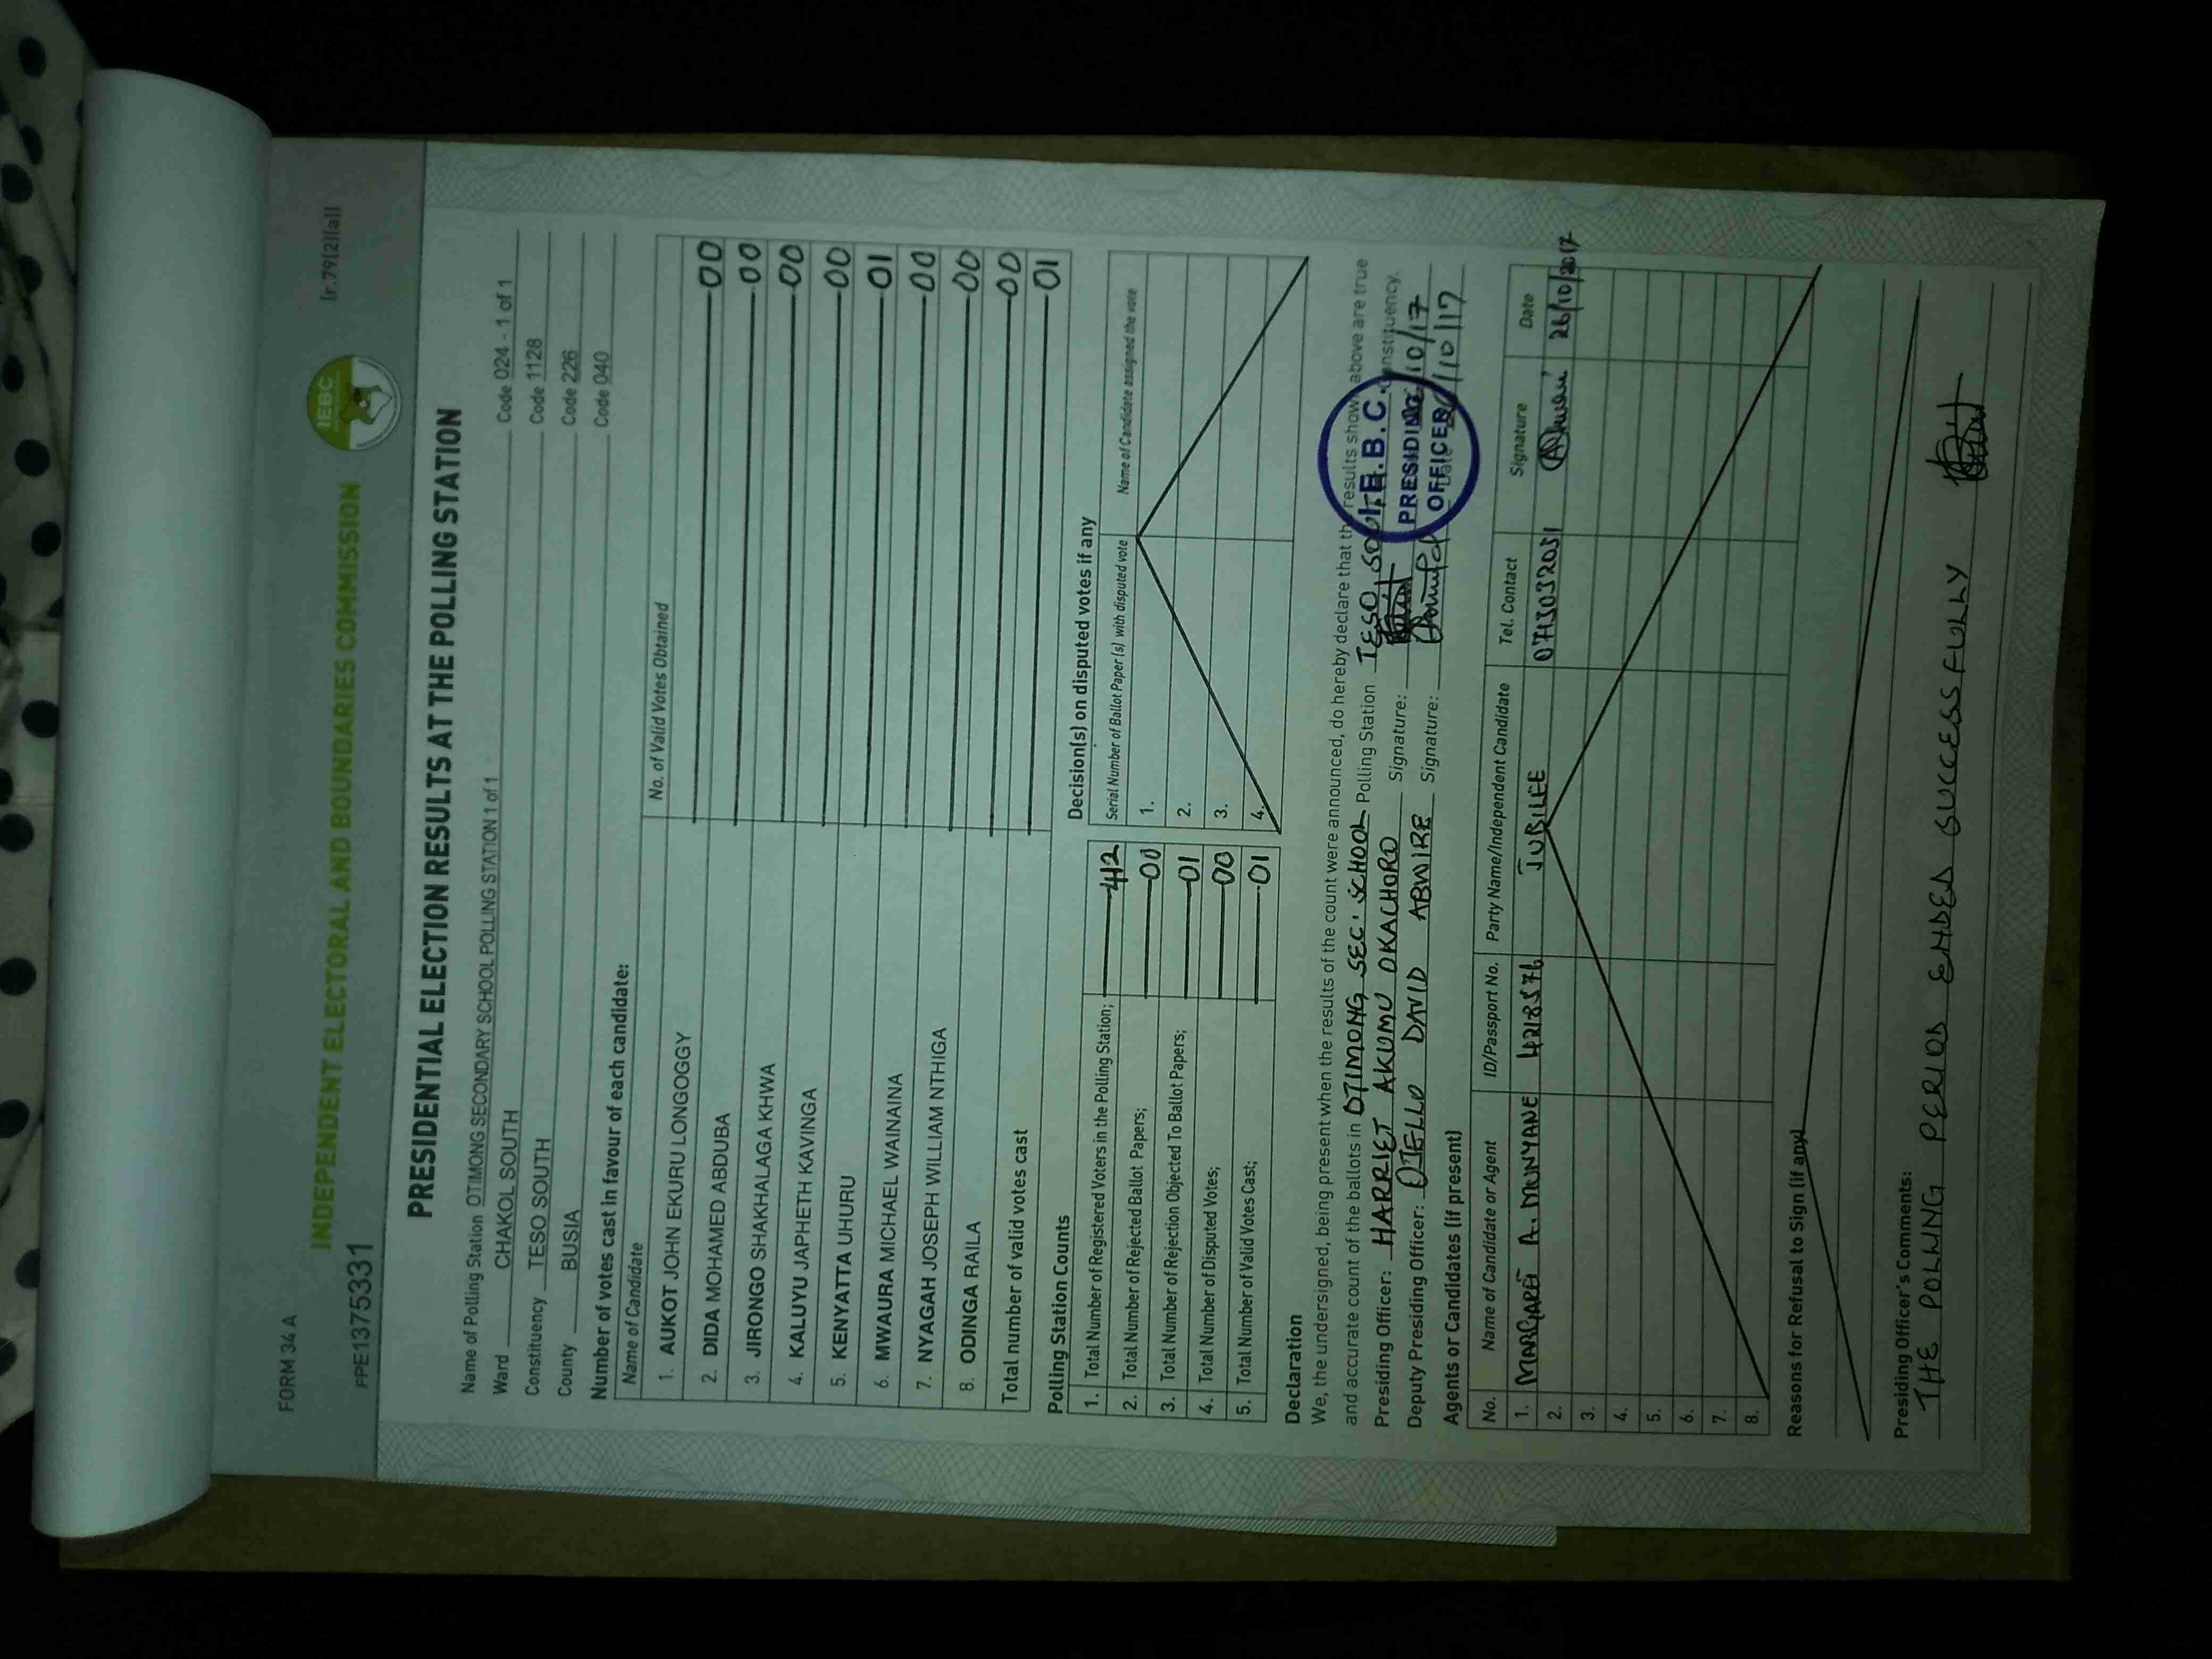 FORM 34 A
[r.79(2)(a)]
IEBC
INDEPENDENT ELECTORAL AND BOUNDARIES COMMISSION
FPE1375331
PRESIDENTIAL ELECTION RESULTS AT THE POLLING STATION
Name of Polling Station OTIMONG SECONDARY SCHOOL POLLING STATION 1 of 1 Code 024 - 1 of 1
Ward CHAKOL SOUTH Code 1128
Constituency TESO SOUTH Code 226
County BUSIA Code 040
Number of votes cast in favour of each candidate:
Name of Candidate No. of Valid Votes Obtained
1. AUKOT JOHN EKURU LONGOGGY 00
2. DIDA MOHAMED ABDUBA 00
3. JIRONGO SHAKHALAGA KHWA 00
4. KALUYU JAPHETH KAVINGA 00
5. KENYATTA UHURU 01
6. MWAURA MICHAEL WAINAINA 00
7. NYAGAH JOSEPH WILLIAM NTHIGA 00
8. ODINGA RAILA 00
Total number of valid votes cast 01
Polling Station Counts
1. Total Number of Registered Voters in the Polling Station; 412
2. Total Number of Rejected Ballot Papers; 00
3. Total Number of Rejection Objected To Ballot Papers; 01
4. Total Number of Disputed Votes; 00
5. Total Number of Valid Votes Cast; 01
Decision(s) on disputed votes if any
Serial Number of Ballot Paper (s) with disputed vote Name of Candidate assigned the vote
1.
2.
3.
4.
Declaration
We, the undersigned, being present when the results of the count were announced, do hereby declare that the results shown above are true
and accurate count of the ballots in OTIMONG SEC. SCHOOL Polling Station TESO Constituency.
Presiding Officer: HARRIET AKUMU OKACHORO Signature: /10/17
Deputy Presiding Officer: OTELLO DAVID ABWIRE Signature: /10/17
I.E.B.C.
PRESIDING
OFFICER
Agents or Candidates (if present)
No. Name of Candidate or Agent ID/Passport No. Party Name/Independent Candidate Tel. Contact Signature Date
1. MARGARET A. MUNYANE 4218576 JUBILEE 0715032051 26/10/2017
2.
3.
4.
5.
6.
7.
8.
Reasons for Refusal to Sign (if any)
Presiding Officer's Comments:
THE POLLING PERIOD ENDED SUCCESSFULLY